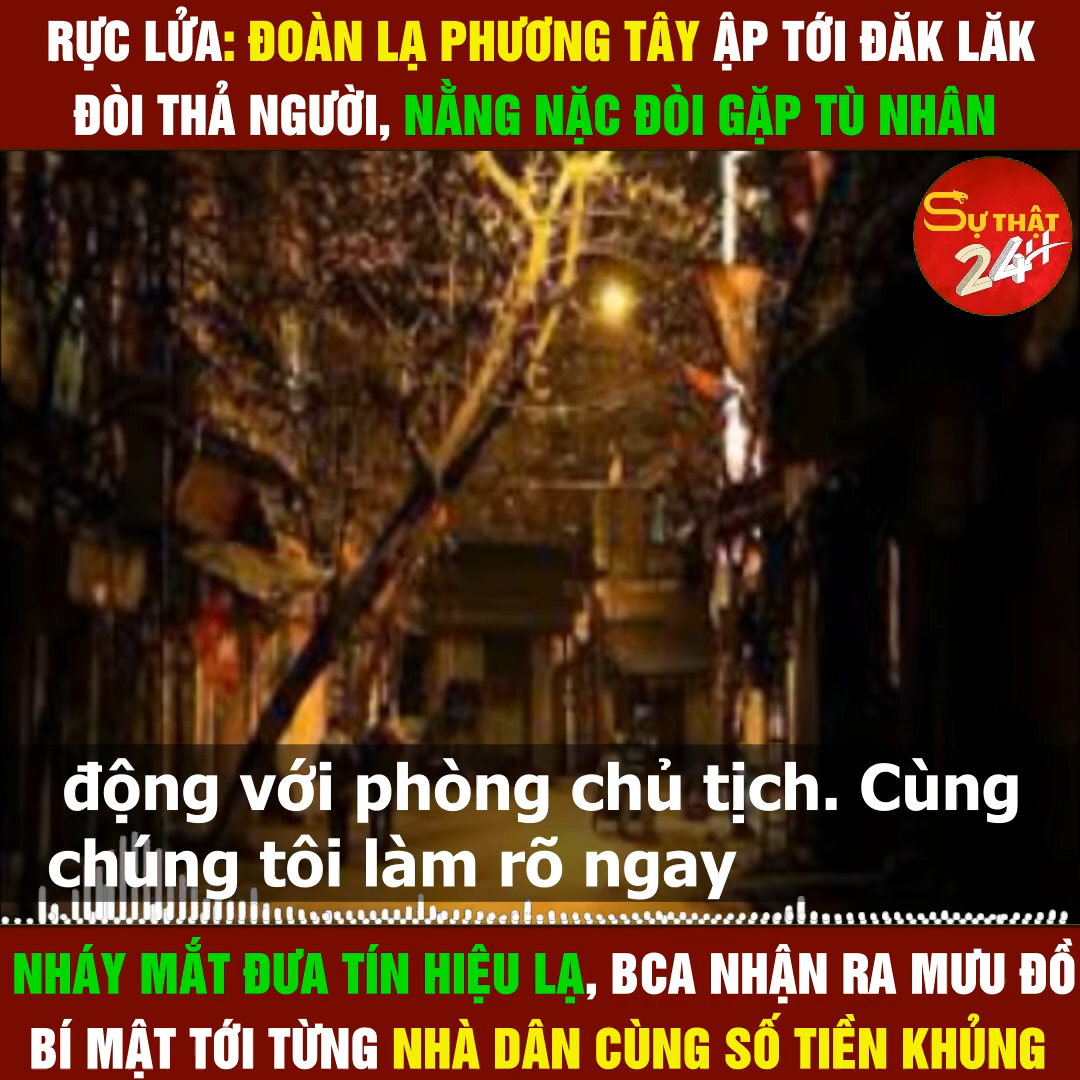 RỰC LỬA: ĐOÀN LẠ PHƯƠNG TÂY ẬP TỚI ĐĂK LĂK
ĐÒI THẢ NGƯỜI, NẰNG NẶC ĐÒI GẶP TÙ NHÂN
SỰ THẬT
24H
động với phòng chủ tịch. Cùng
chúng tôi làm rõ ngay
NHÁY MẮT ĐƯA TÍN HIỆU LẠ, BCA NHẬN RA MƯU ĐỒ
BÍ MẬT TỚI TỪNG NHÀ DÂN CÙNG SỐ TIỀN KHỦNG